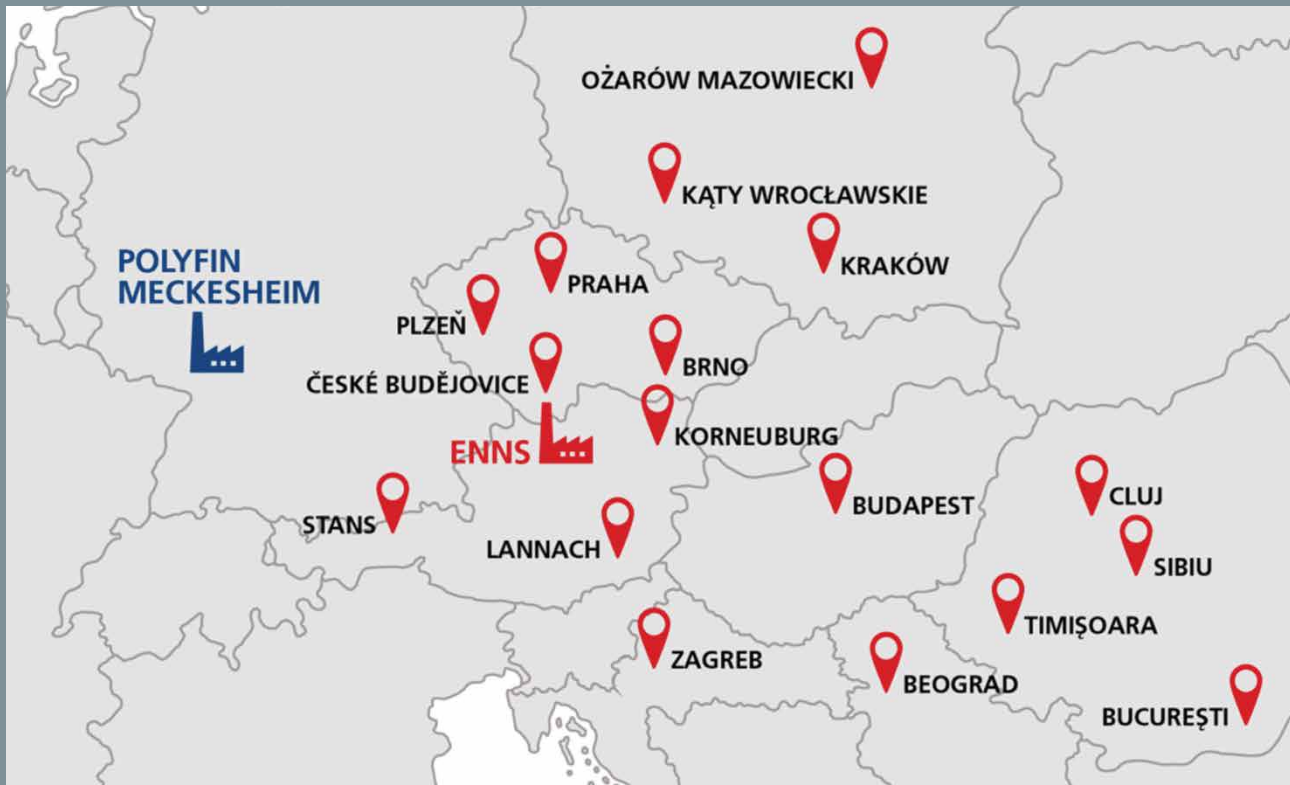 OŻARÓW MAZOWIECKI
KĄTY WROCŁAWSKIE
KRAKÓW
POLYFIN
MECKESHEIM
PRAHA
PLZEŇ
BRNO
ČESKÉ BUDĚJOVICE
KORNEUBURG
ENNS
BUDAPEST
CLUJ
STANS
LANNACH
SIBIU
TIMIŞOARA
ZAGREB
BEOGRAD
BUCUREŞTI